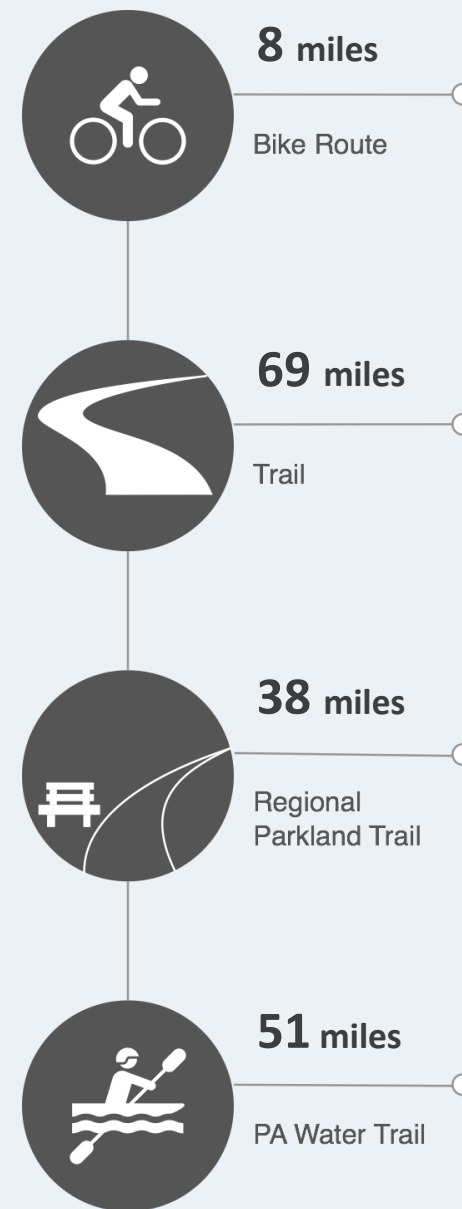 8 miles
Bike Route
69 miles
Trail
38 miles
Regional
Parkland Trail
51 miles
PA Water Trail